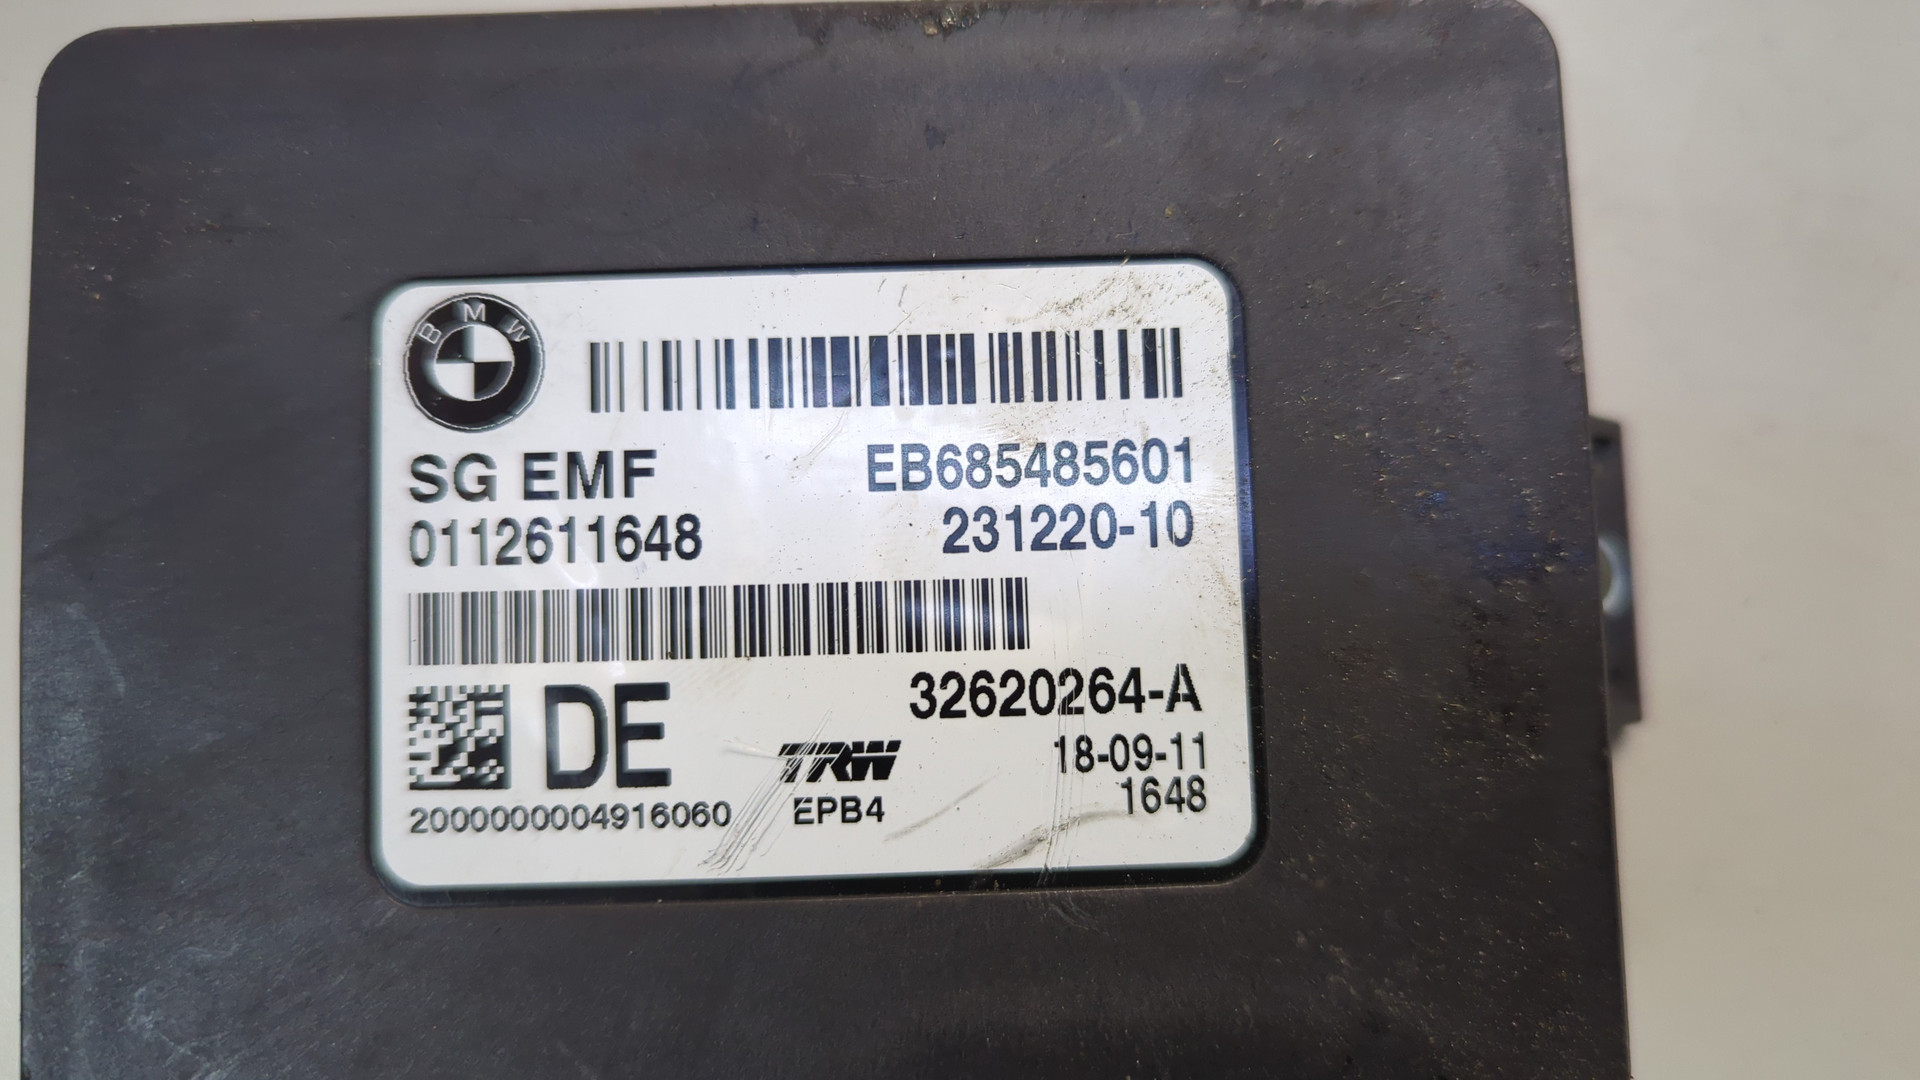 BMW
SG EMF EB685485601
0112611648 231220-10
32620264-A
DE
TRW 18-09-11
EPB4 1648
2000000004916060